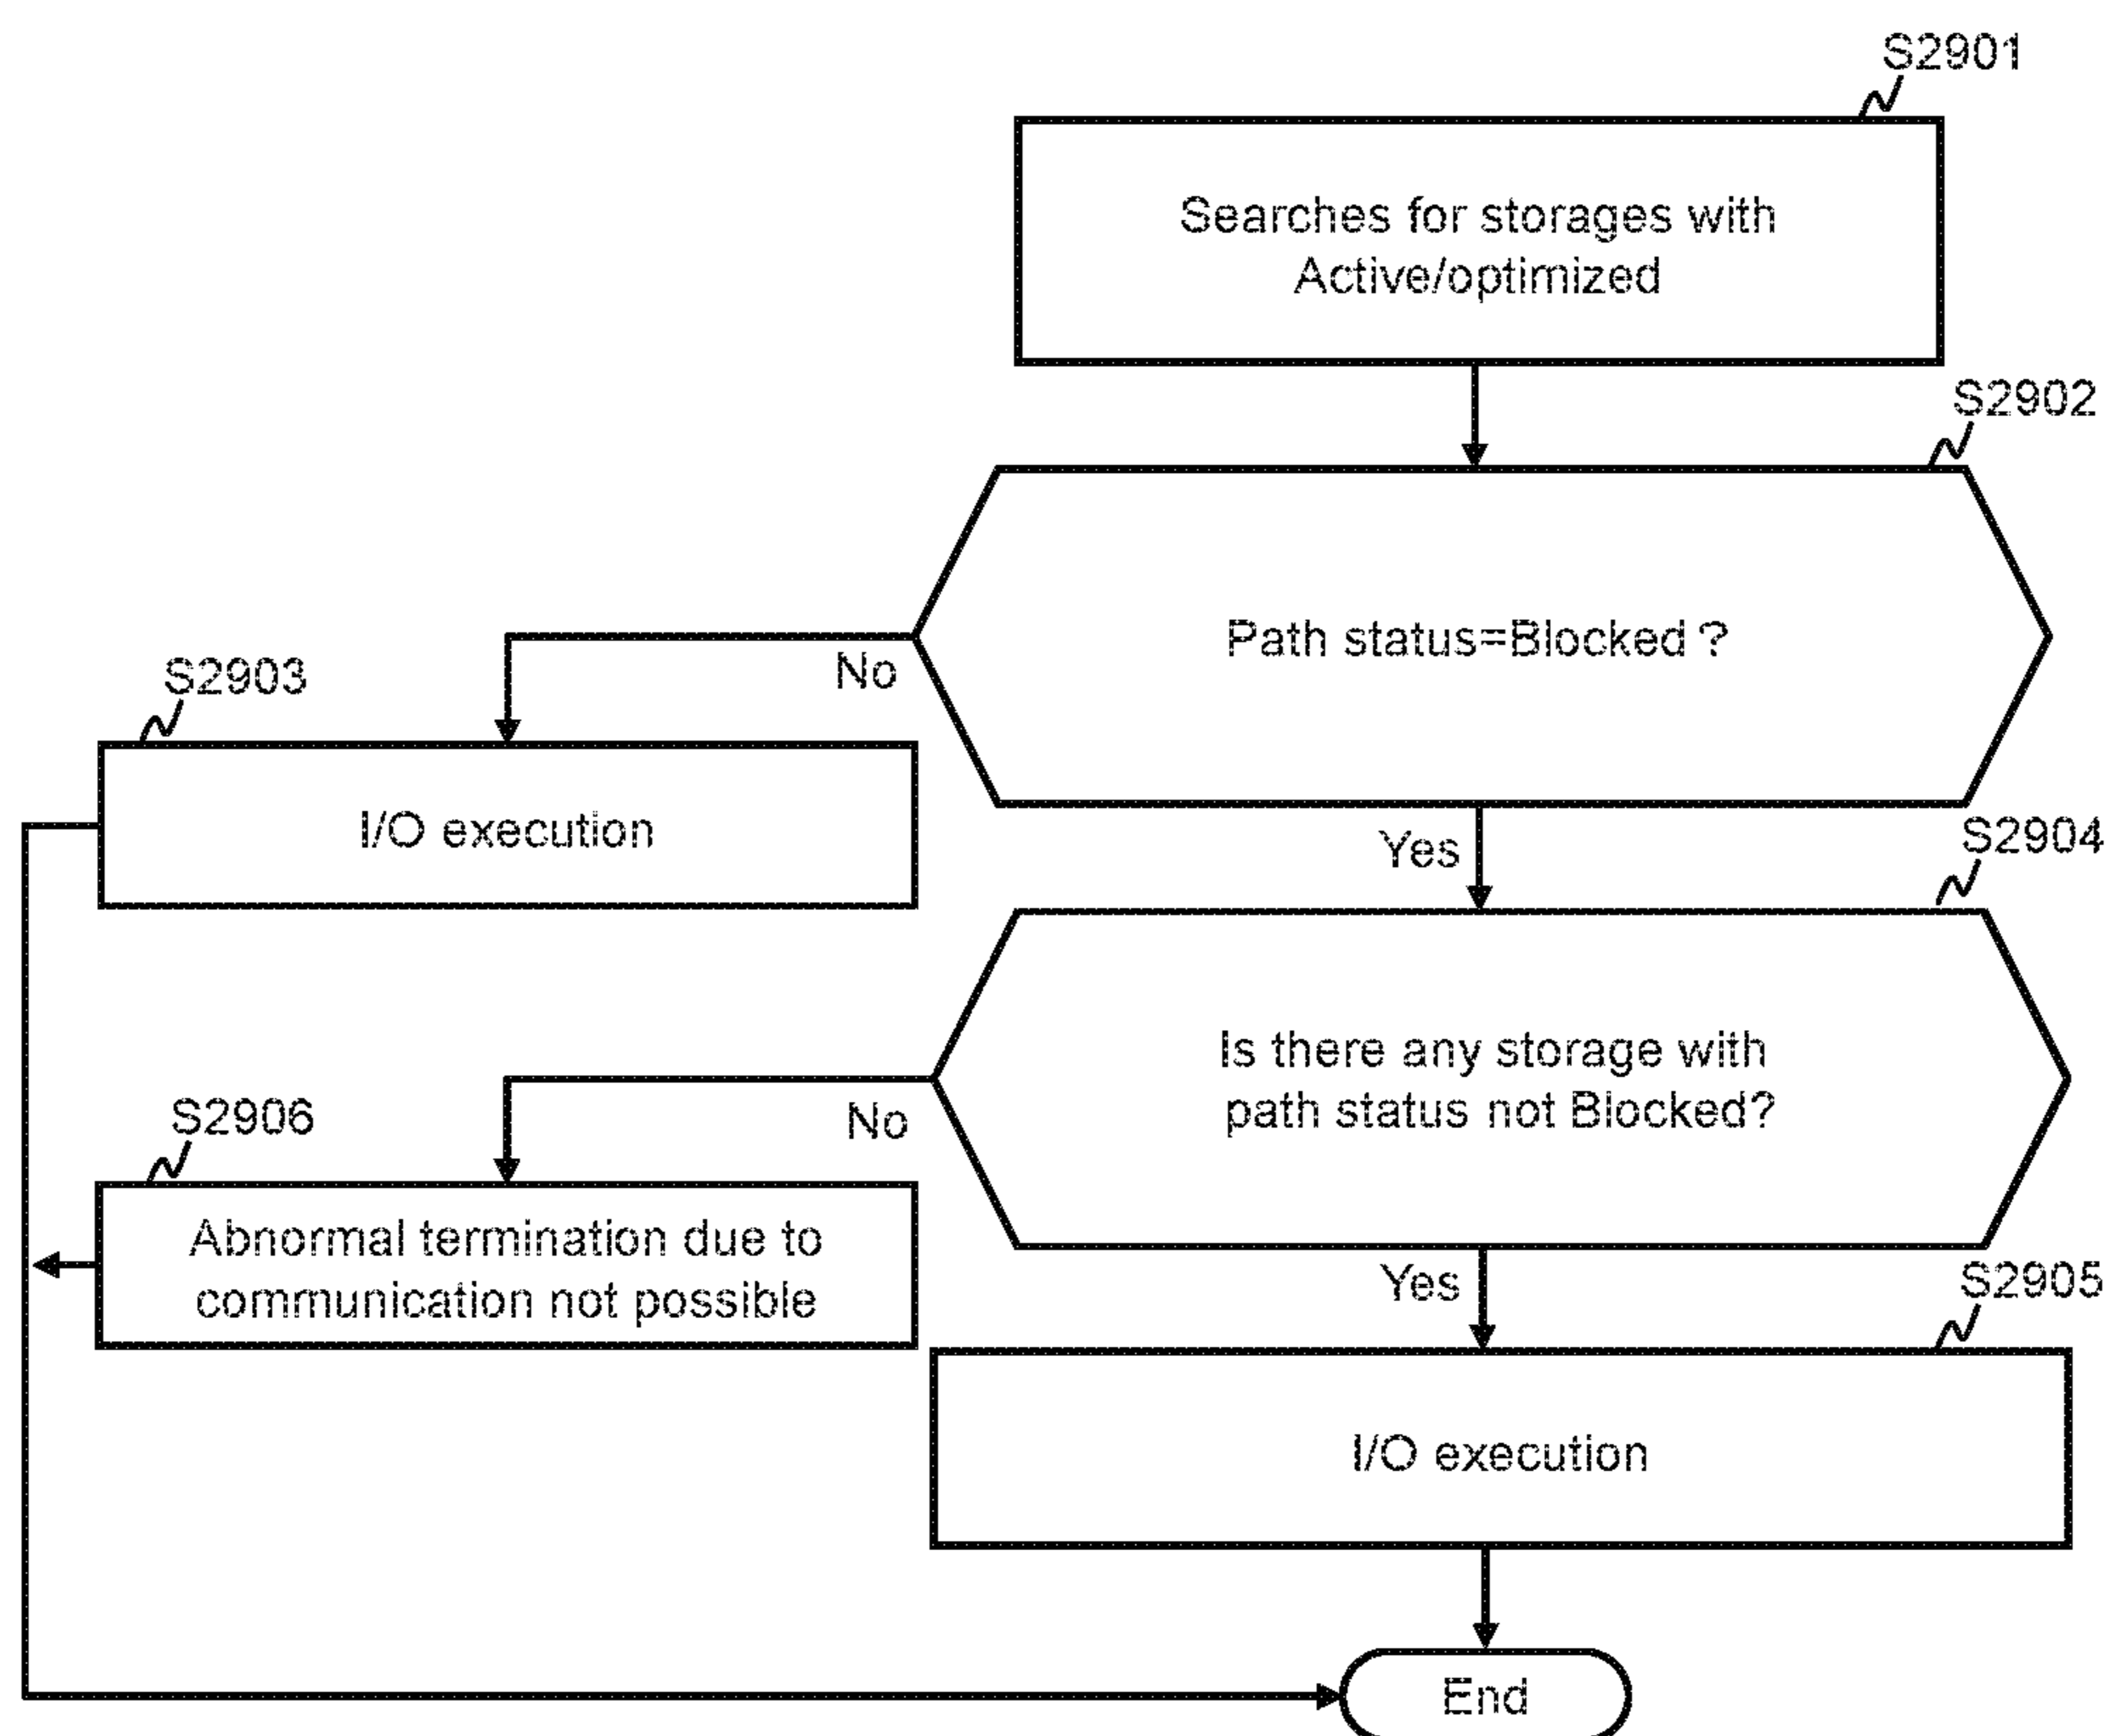 S2901
Searches for storages with
Active/optimized
S2902
Path status=Blocked ?
No
S2903
I/O execution
Yes
S2904
Is there any storage with
path status not Blocked?
No
S2906
Abnormal termination due to
communication not possible
Yes
S2905
I/O execution
End